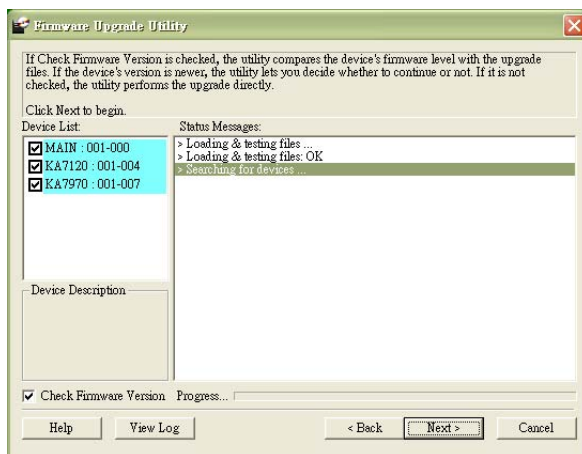 Firmware Upgrade Utility
If Check Firmware Version is checked, the utility compares the device's firmware level with the upgrade
files. If the device's version is newer, the utility lets you decide whether to continue or not. If it is not
checked, the utility performs the upgrade directly.
Click Next to begin.
Device List:
Status Messages:
MAIN : 001-000
KA7120 : 001-004
KA7970 : 001-007
> Loading & testing files ...
> Loading & testing files: OK
> Searching for devices ...
Device Description
Check Firmware Version Progress...
Help View Log < Back Next > Cancel